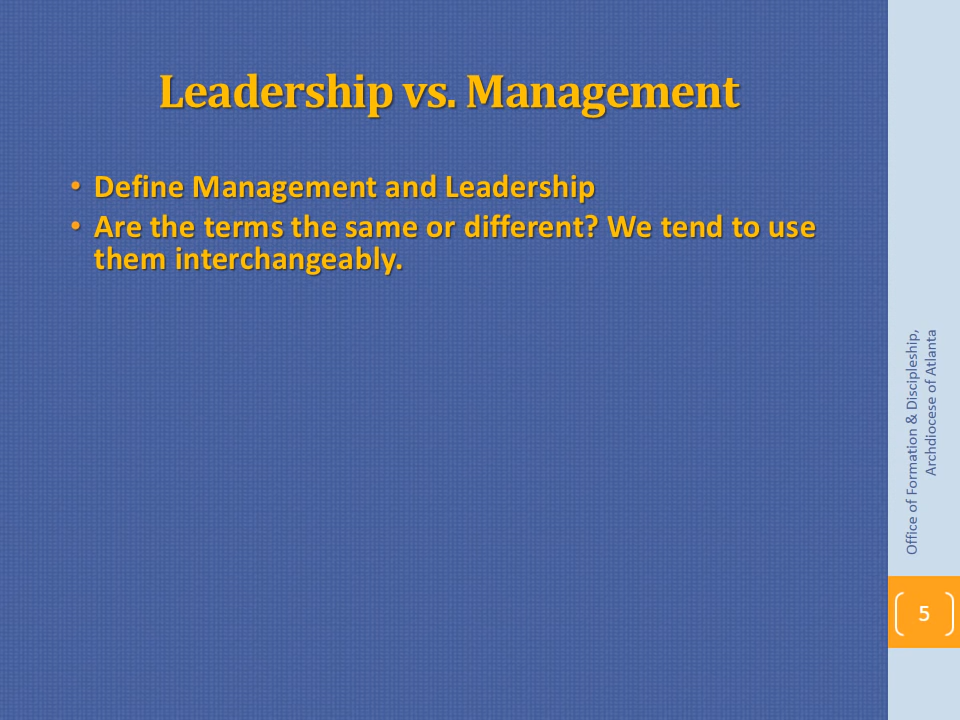 Leadership vs. Management
• Define Management and Leadership
• Are the terms the same or different? We tend to use
them interchangeably.
Office of Formation & Discipleship,
Archdiocese of Atlanta
5